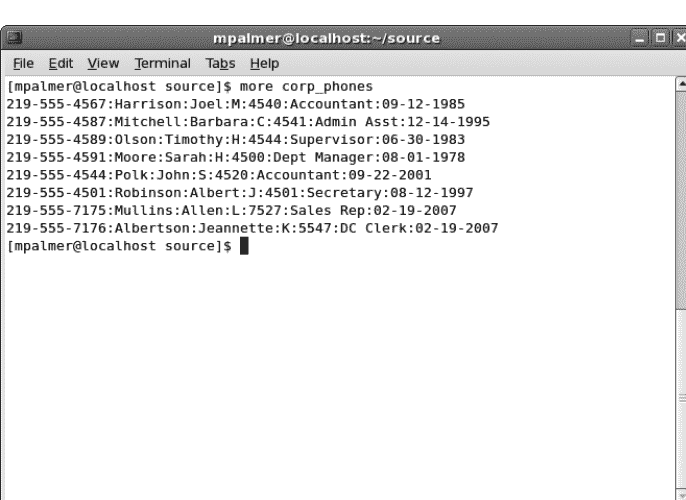 mpalmer@localhost:~/source
File Edit View Terminal Tabs Help
[mpalmer@localhost source]$ more corp_phones
219-555-4567:Harrison:Joel:M:4540:Accountant:09-12-1985
219-555-4587:Mitchell:Barbara:C:4541:Admin Asst:12-14-1995
219-555-4589:Olson:Timothy:H:4544:Supervisor:06-30-1983
219-555-4591:Moore:Sarah:H:4500:Dept Manager:08-01-1978
219-555-4544:Polk:John:S:4520:Accountant:09-22-2001
219-555-4501:Robinson:Albert:J:4501:Secretary:08-12-1997
219-555-7175:Mullins:Allen:L:7527:Sales Rep:02-19-2007
219-555-7176:Albertson:Jeannette:K:5547:DC Clerk:02-19-2007
[mpalmer@localhost source]$